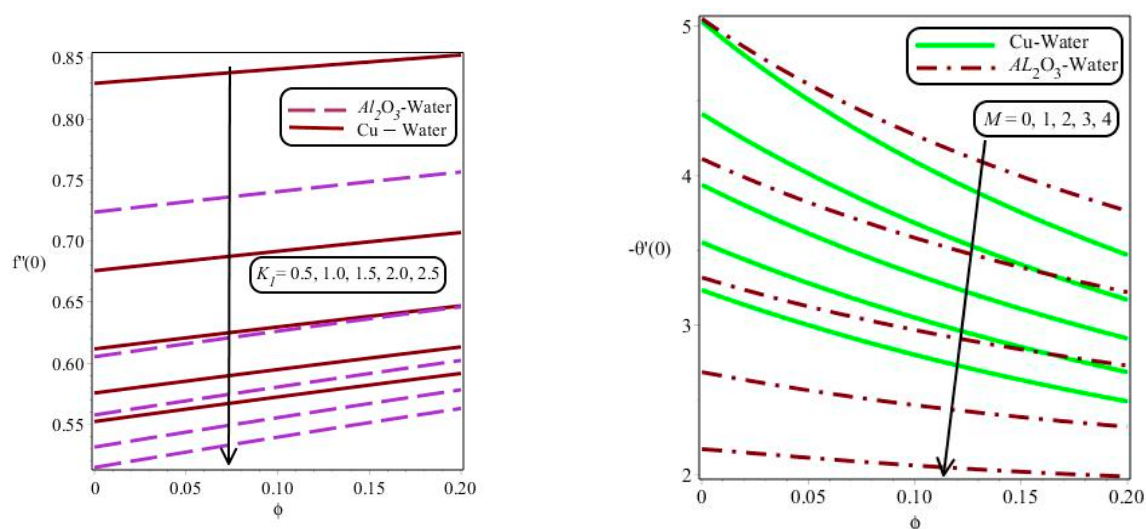 0.85
0.80
0.75
0.70
0.65
0.60
0.55
f''(0)
Al₂O₃-Water
Cu – Water
K₁= 0.5, 1.0, 1.5, 2.0, 2.5
0 0.05 0.10 0.15 0.20
ϕ
5
4
3
2
-θ'(0)
Cu-Water
AL₂O₃-Water
M = 0, 1, 2, 3, 4
0 0.05 0.10 0.15 0.20
ϕ